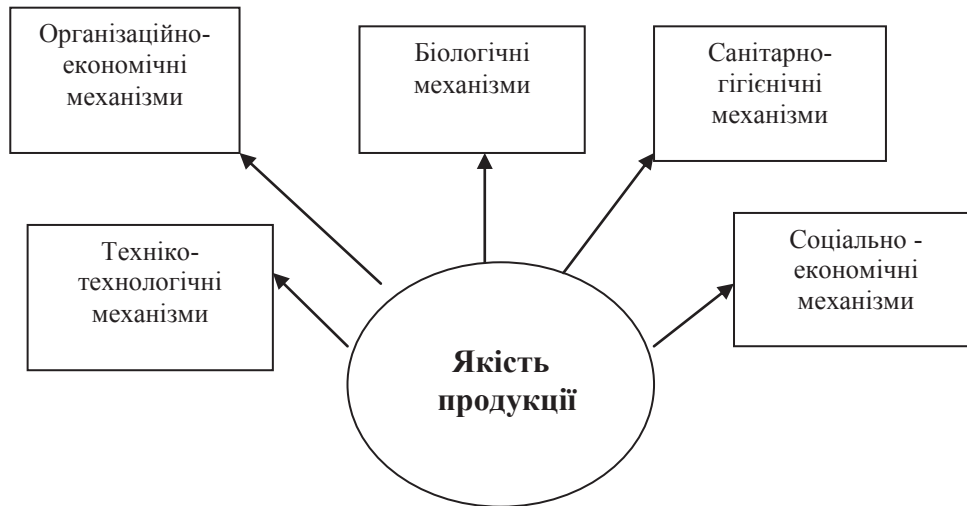 Організаційно-
економічні
механізми
Біологічні
механізми
Санітарно-
гігієнічні
механізми
Техніко-
технологічні
механізми
Соціально -
економічні
механізми
Якість
продукції